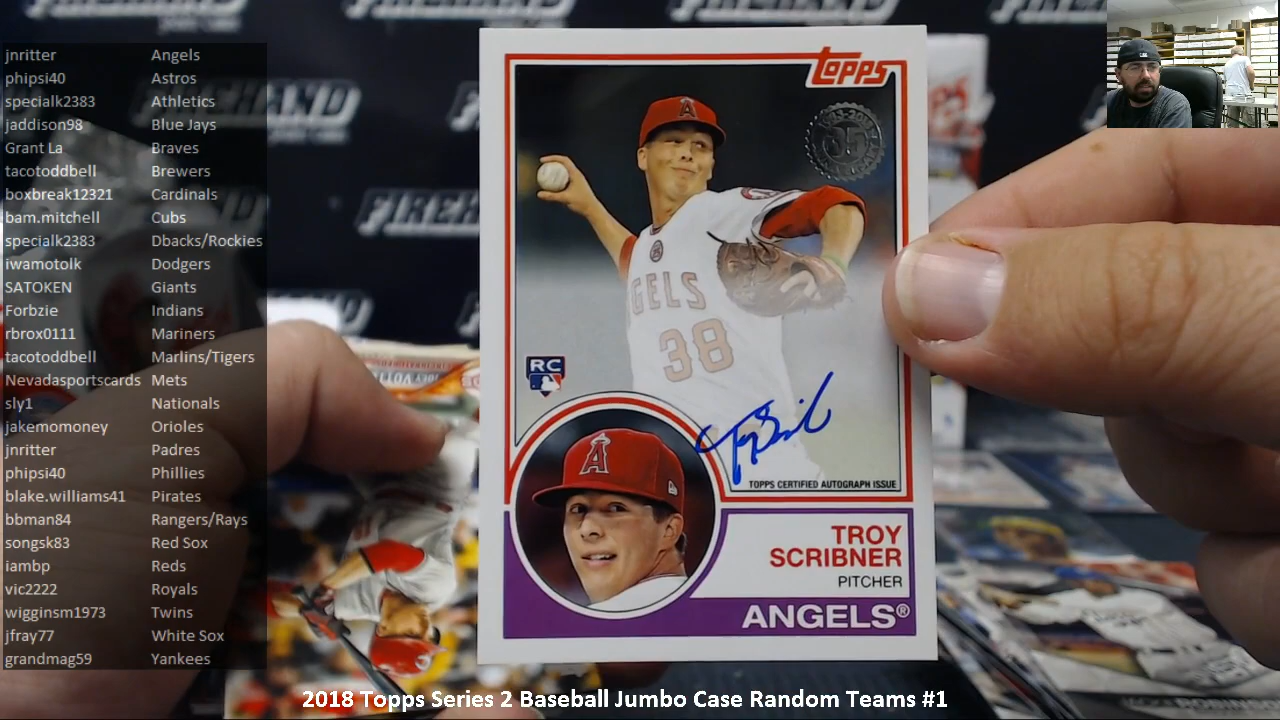 jnritter Angels
phipsi40 Astros
specialk2383 Athletics
jaddison98 Blue Jays
Grant La Braves
tacotoddbell Brewers
boxbreak12321 Cardinals
bam.mitchell Cubs
specialk2383 Dbacks/Rockies
iwamotolk Dodgers
SATOKEN Giants
Forbzie Indians
rbrox0111 Mariners
tacotoddbell Marlins/Tigers
Nevadasportscards Mets
sly1 Nationals
jakemomoney Orioles
jnritter Padres
phipsi40 Phillies
blake.williams41 Pirates
bbman84 Rangers/Rays
songsk83 Red Sox
iambp Reds
vic2222 Royals
wigginsm1973 Twins
jfray77 White Sox
grandmag59 Yankees
FIREHAND
FIREHAND
Topps
35
A
GELS
38
RC
A
TOPPS CERTIFIED AUTOGRAPH ISSUE
TROY
SCRIBNER
PITCHER
ANGELS®
2018 Topps Series 2 Baseball Jumbo Case Random Teams #1